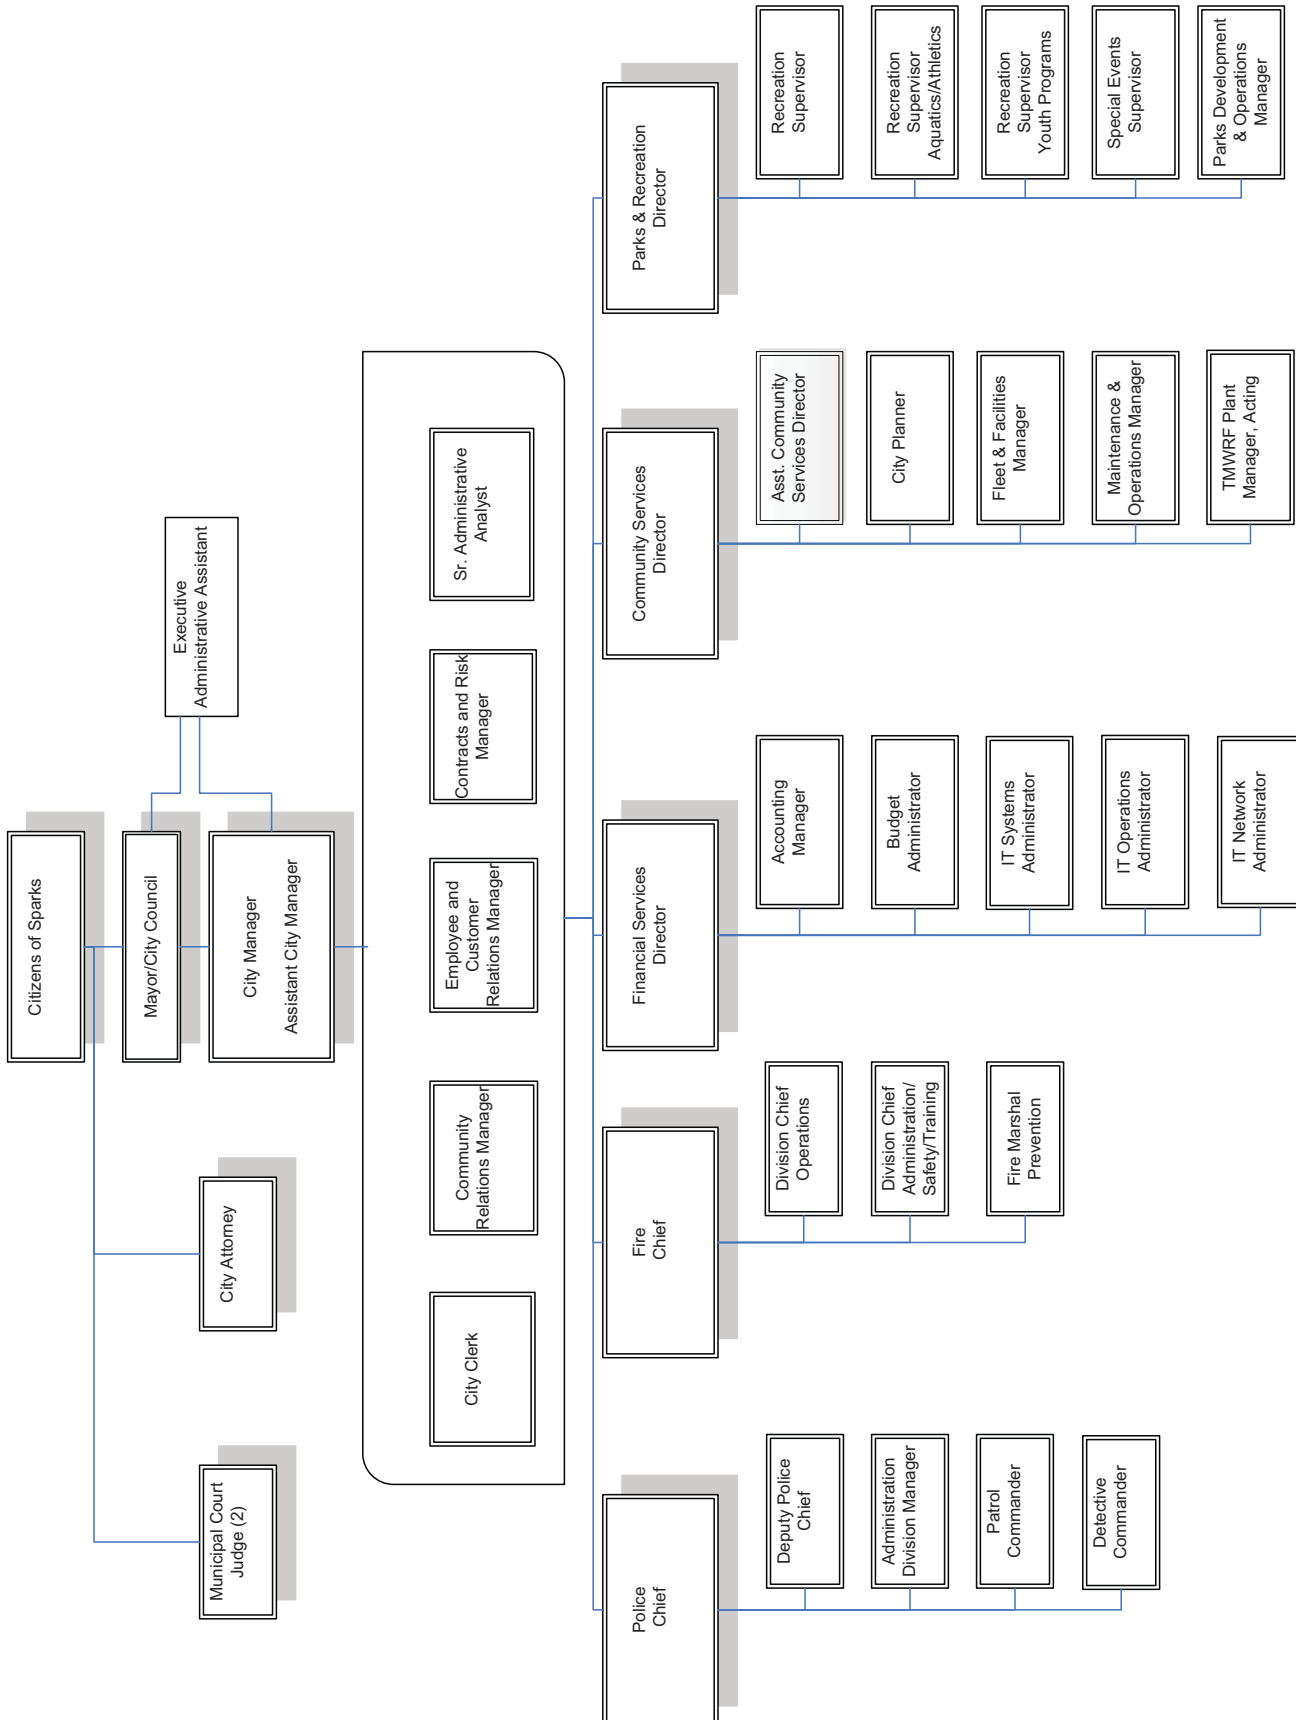 Citizens of Sparks
Mayor/City Council
City Manager
Assistant City Manager
Executive
Administrative Assistant
Municipal Court
Judge (2)
City Attorney
City Clerk
Community
Relations Manager
Employee and
Customer
Relations Manager
Contracts and Risk
Manager
Sr. Administrative
Analyst
Police
Chief
Deputy Police
Chief
Administration
Division Manager
Patrol
Commander
Detective
Commander
Fire
Chief
Division Chief
Operations
Division Chief
Administration/
Safety/Training
Fire Marshal
Prevention
Financial Services
Director
Accounting
Manager
Budget
Administrator
IT Systems
Administrator
IT Operations
Administrator
IT Network
Administrator
Community Services
Director
Asst. Community
Services Director
City Planner
Fleet & Facilities
Manager
Maintenance &
Operations Manager
TMWRF Plant
Manager, Acting
Parks & Recreation
Director
Recreation
Supervisor
Recreation
Supervisor
Aquatics/Athletics
Recreation
Supervisor
Youth Programs
Special Events
Supervisor
Parks Development
& Operations
Manager